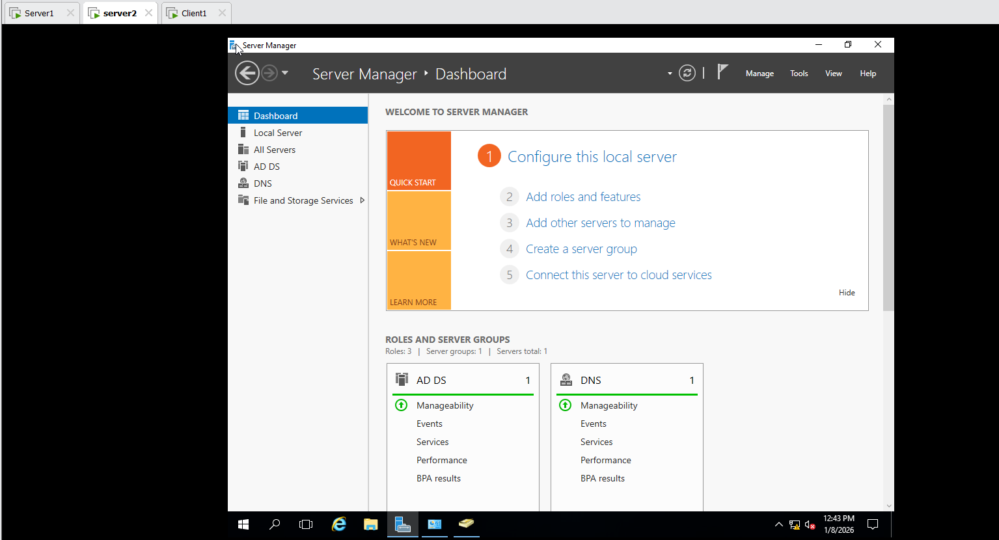 Server1
server2
Client1
Server Manager
Server Manager Dashboard
Manage
Tools
View
Help
Dashboard
Local Server
All Servers
AD DS
DNS
File and Storage Services
WELCOME TO SERVER MANAGER
QUICK START
WHAT'S NEW
LEARN MORE
1 Configure this local server
2 Add roles and features
3 Add other servers to manage
4 Create a server group
5 Connect this server to cloud services
Hide
ROLES AND SERVER GROUPS
Roles: 3 | Server groups: 1 | Servers total: 1
AD DS 1
Manageability
Events
Services
Performance
BPA results
DNS 1
Manageability
Events
Services
Performance
BPA results
12:43 PM
1/8/2026